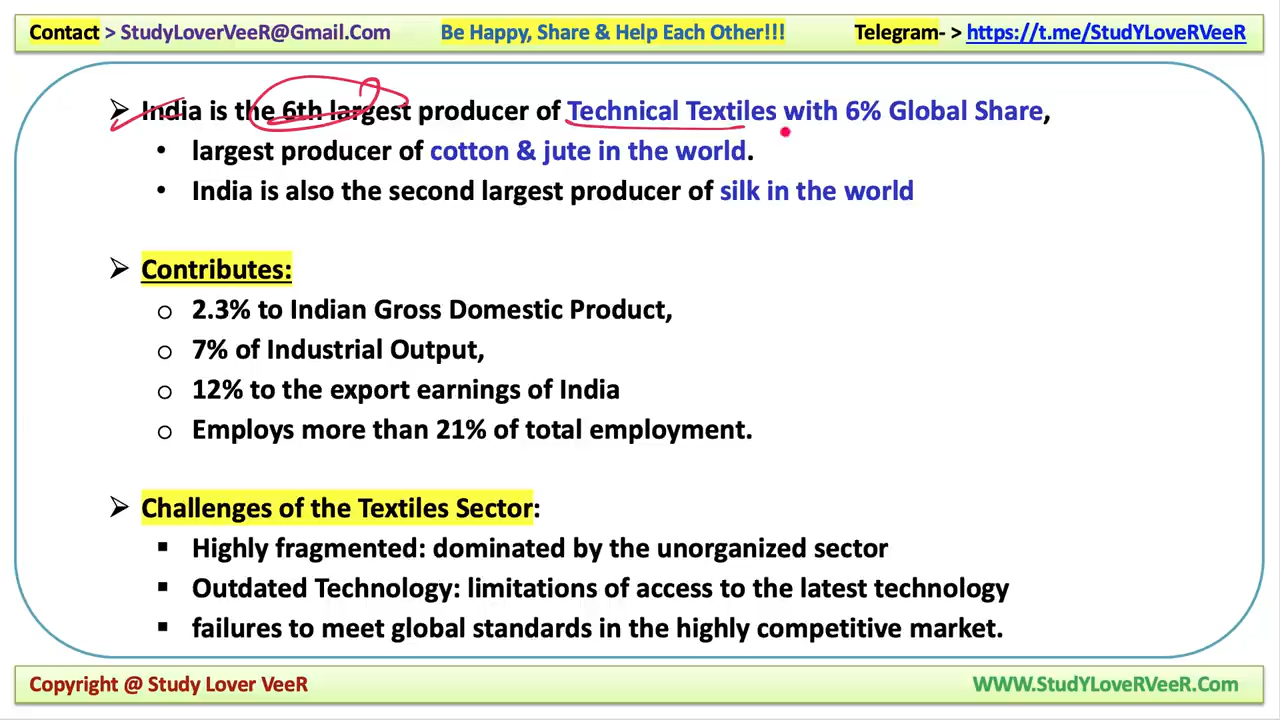 Contact > StudyLoverVeeR@Gmail.Com Be Happy, Share & Help Each Other!!! Telegram- > https://t.me/StudYLoveRVeeR
➢ India is the 6th largest producer of Technical Textiles with 6% Global Share,
• largest producer of cotton & jute in the world.
• India is also the second largest producer of silk in the world
➢ Contributes:
o 2.3% to Indian Gross Domestic Product,
o 7% of Industrial Output,
o 12% to the export earnings of India
o Employs more than 21% of total employment.
➢ Challenges of the Textiles Sector:
▪ Highly fragmented: dominated by the unorganized sector
▪ Outdated Technology: limitations of access to the latest technology
▪ failures to meet global standards in the highly competitive market.
Copyright @ Study Lover VeeR WWW.StudYLoveRVeeR.Com